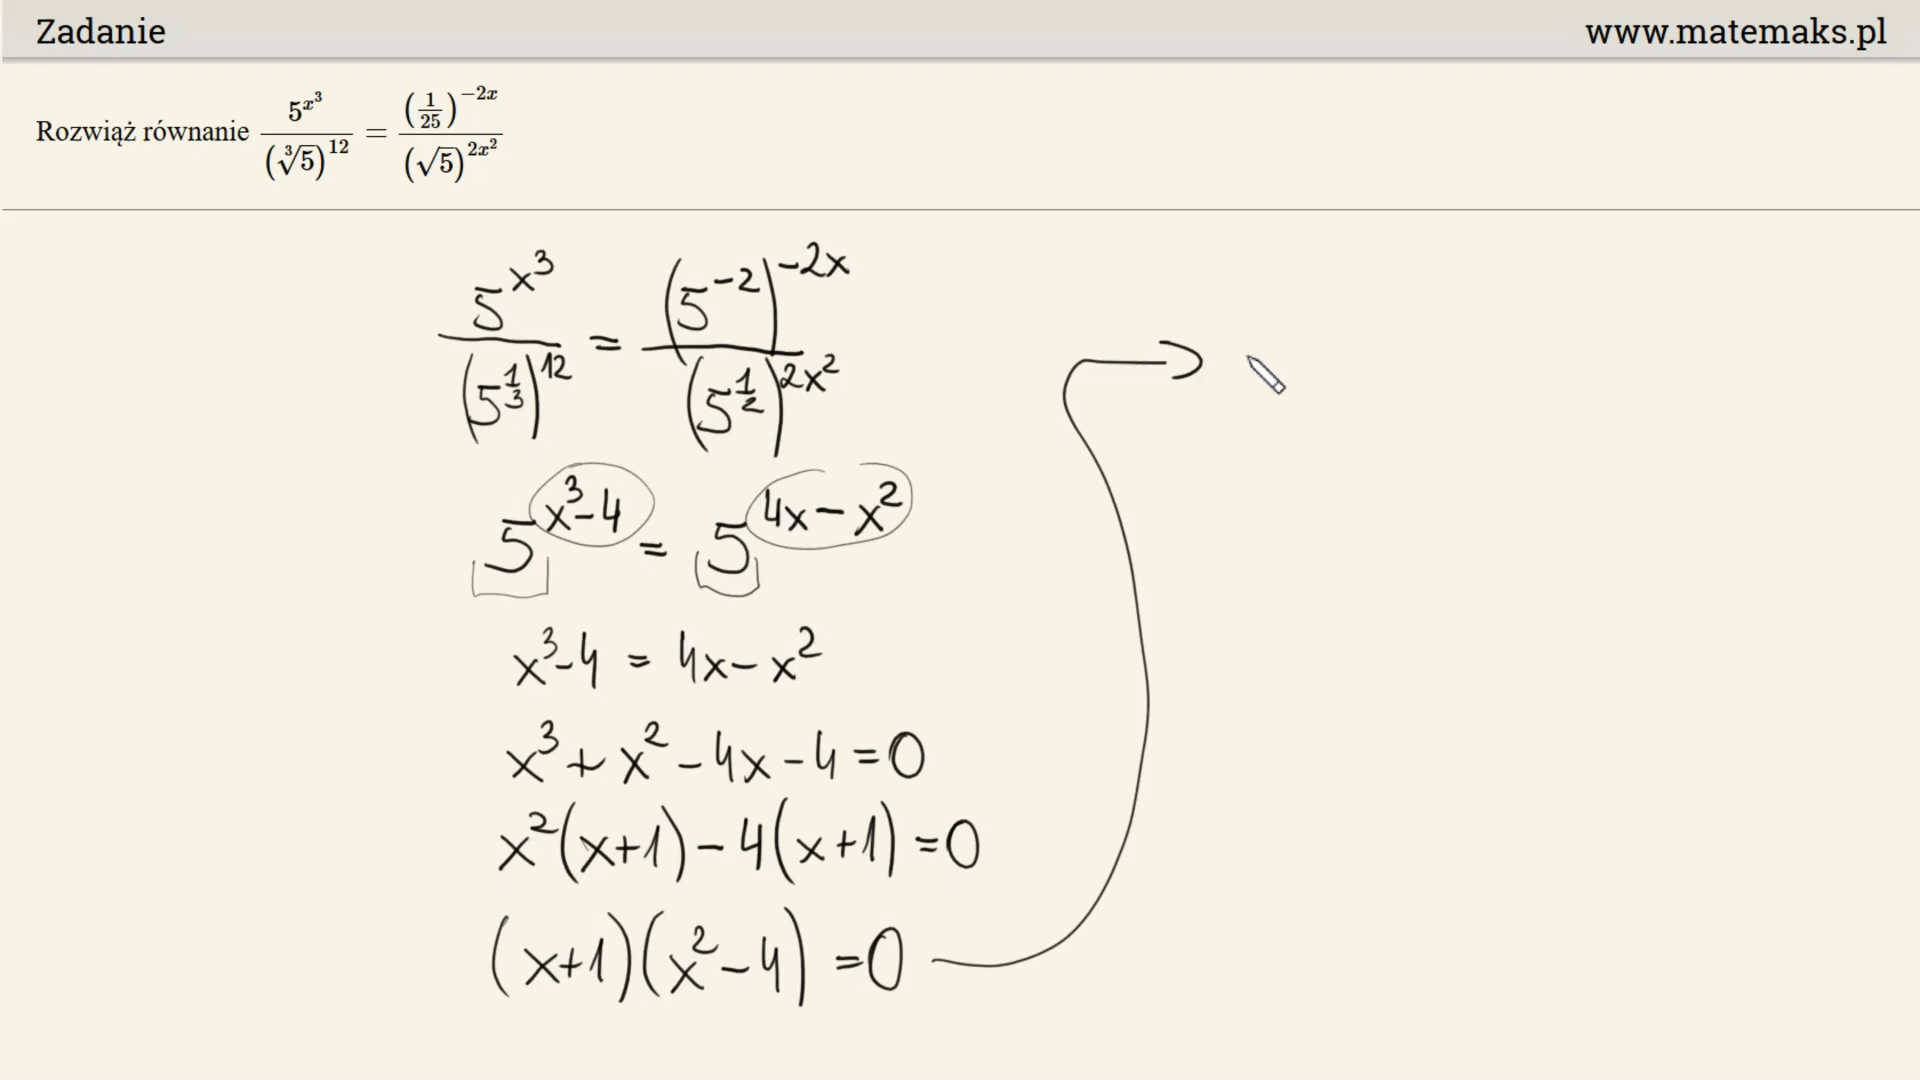 Zadanie www.matemaks.pl
Rozwiąż równanie 5^{x^3} / (∛5)^{12} = (1/25)^{-2x} / (√5)^{2x^2}
5^{x^3} / (5^{1/3})^{12} = (5^{-2})^{-2x} / (5^{1/2})^{2x^2}
5^{x^3-4} = 5^{4x-x^2}
x^3-4 = 4x-x^2
x^3+x^2-4x-4=0
x^2(x+1)-4(x+1)=0
(x+1)(x^2-4)=0